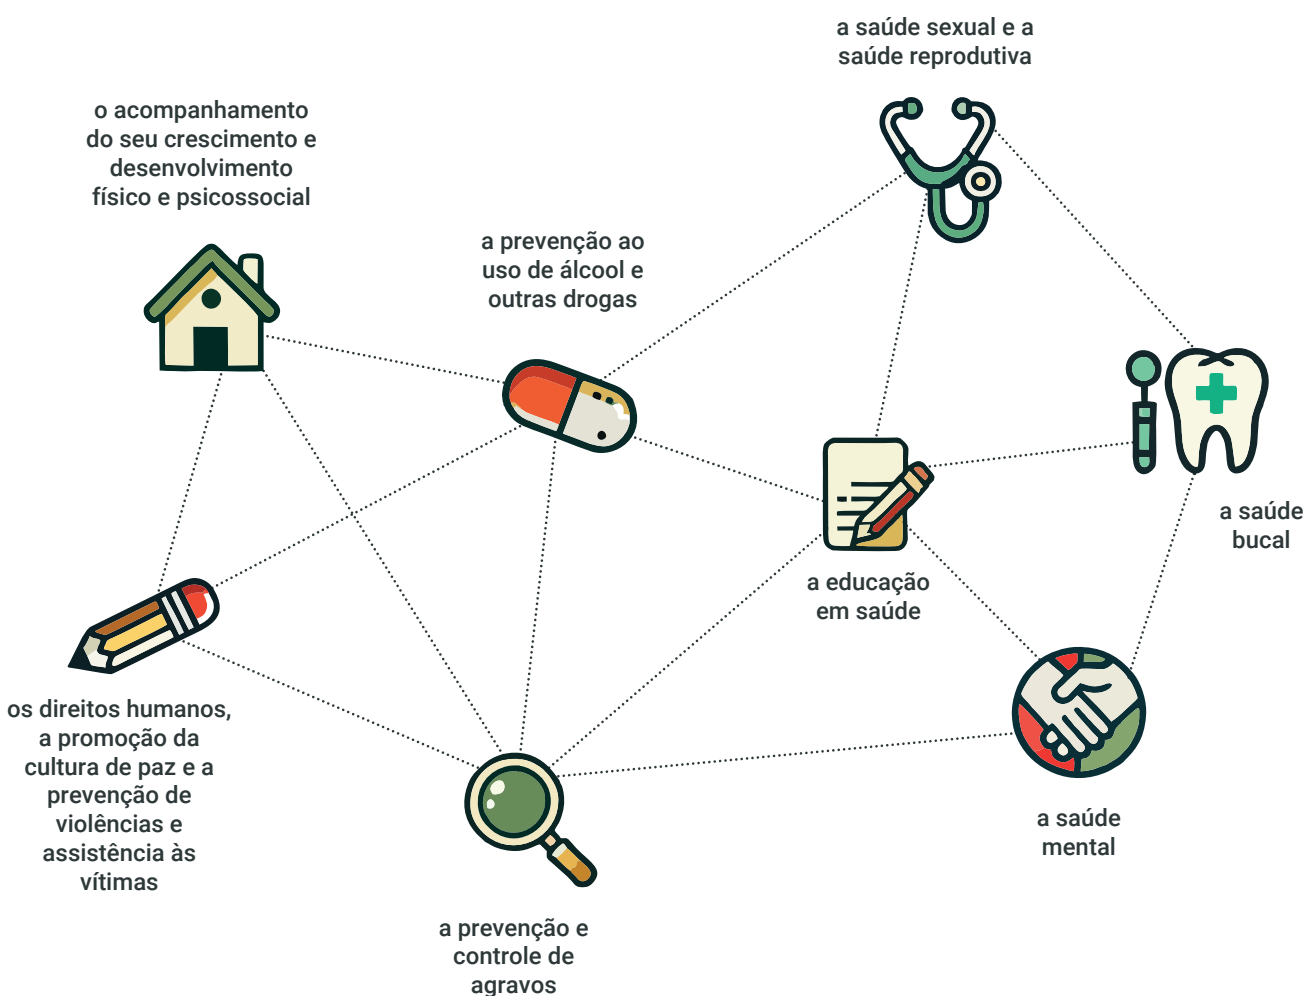 a saúde sexual e a
saúde reprodutiva
o acompanhamento
do seu crescimento e
desenvolvimento
físico e psicossocial
a prevenção ao
uso de álcool e
outras drogas
a saúde
bucal
a educação
em saúde
os direitos humanos,
a promoção da
cultura de paz e a
prevenção de
violências e
assistência às
vítimas
a saúde
mental
a prevenção e
controle de
agravos